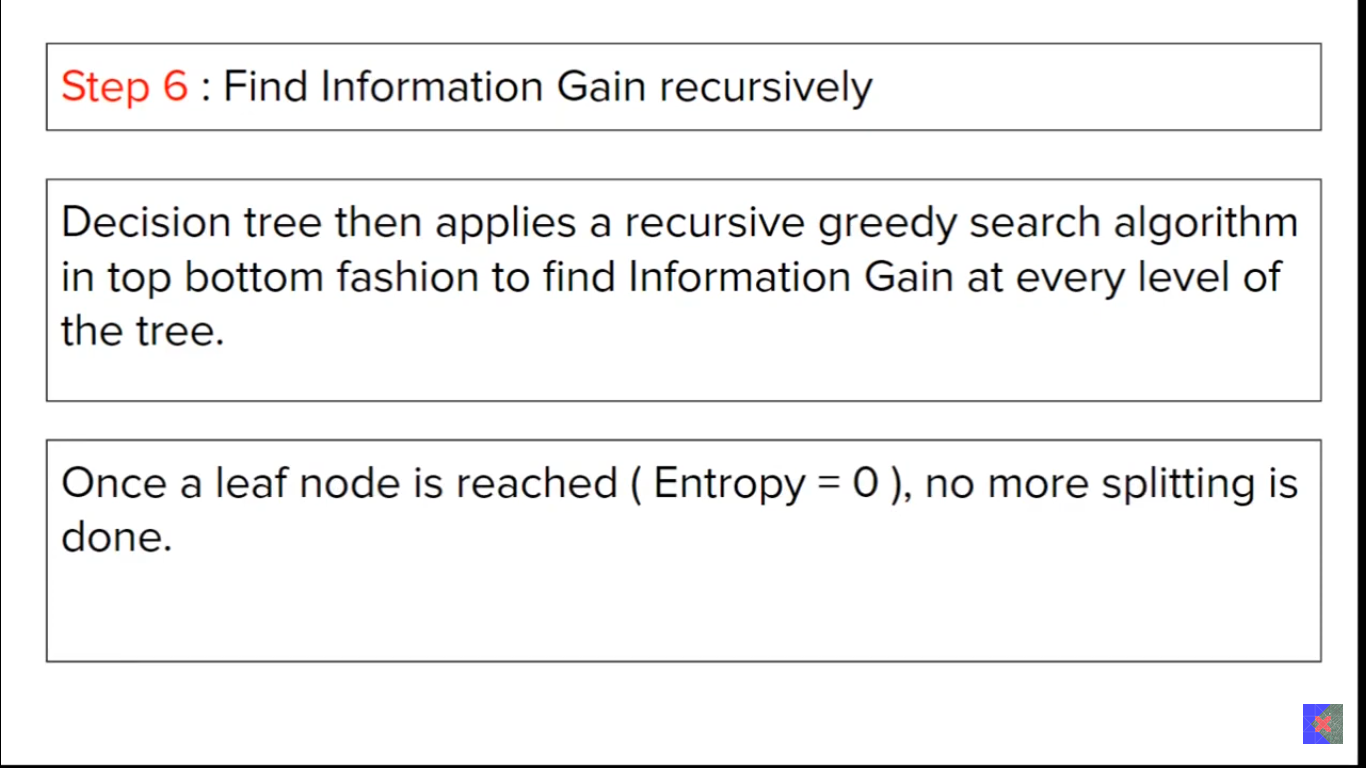 Step 6 : Find Information Gain recursively
Decision tree then applies a recursive greedy search algorithm
in top bottom fashion to find Information Gain at every level of
the tree.
Once a leaf node is reached ( Entropy = 0 ), no more splitting is
done.